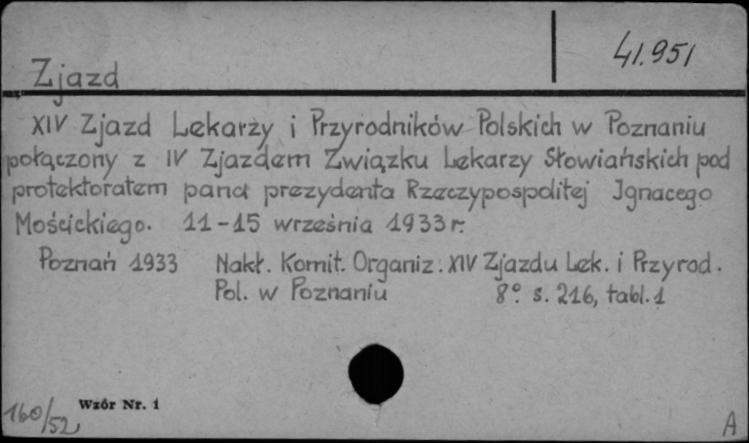 41.951
Zjazd
XIV Zjazd Lekarzy i Przyrodników Polskich w Poznaniu
połączony z IV Zjazdem Związku Lekarzy Słowiańskich pod
protektoratem pana prezydenta Rzeczypospolitej Ignacego
Mościckiego. 11-15 września 1933 r.
Poznań 1933 Nakł. Komit. Organiz. XIV Zjazdu Lek. i Przyrod.
Pol. w Poznaniu 8° s. 216, tabl. 1
Wzór Nr. 1
160/52
A